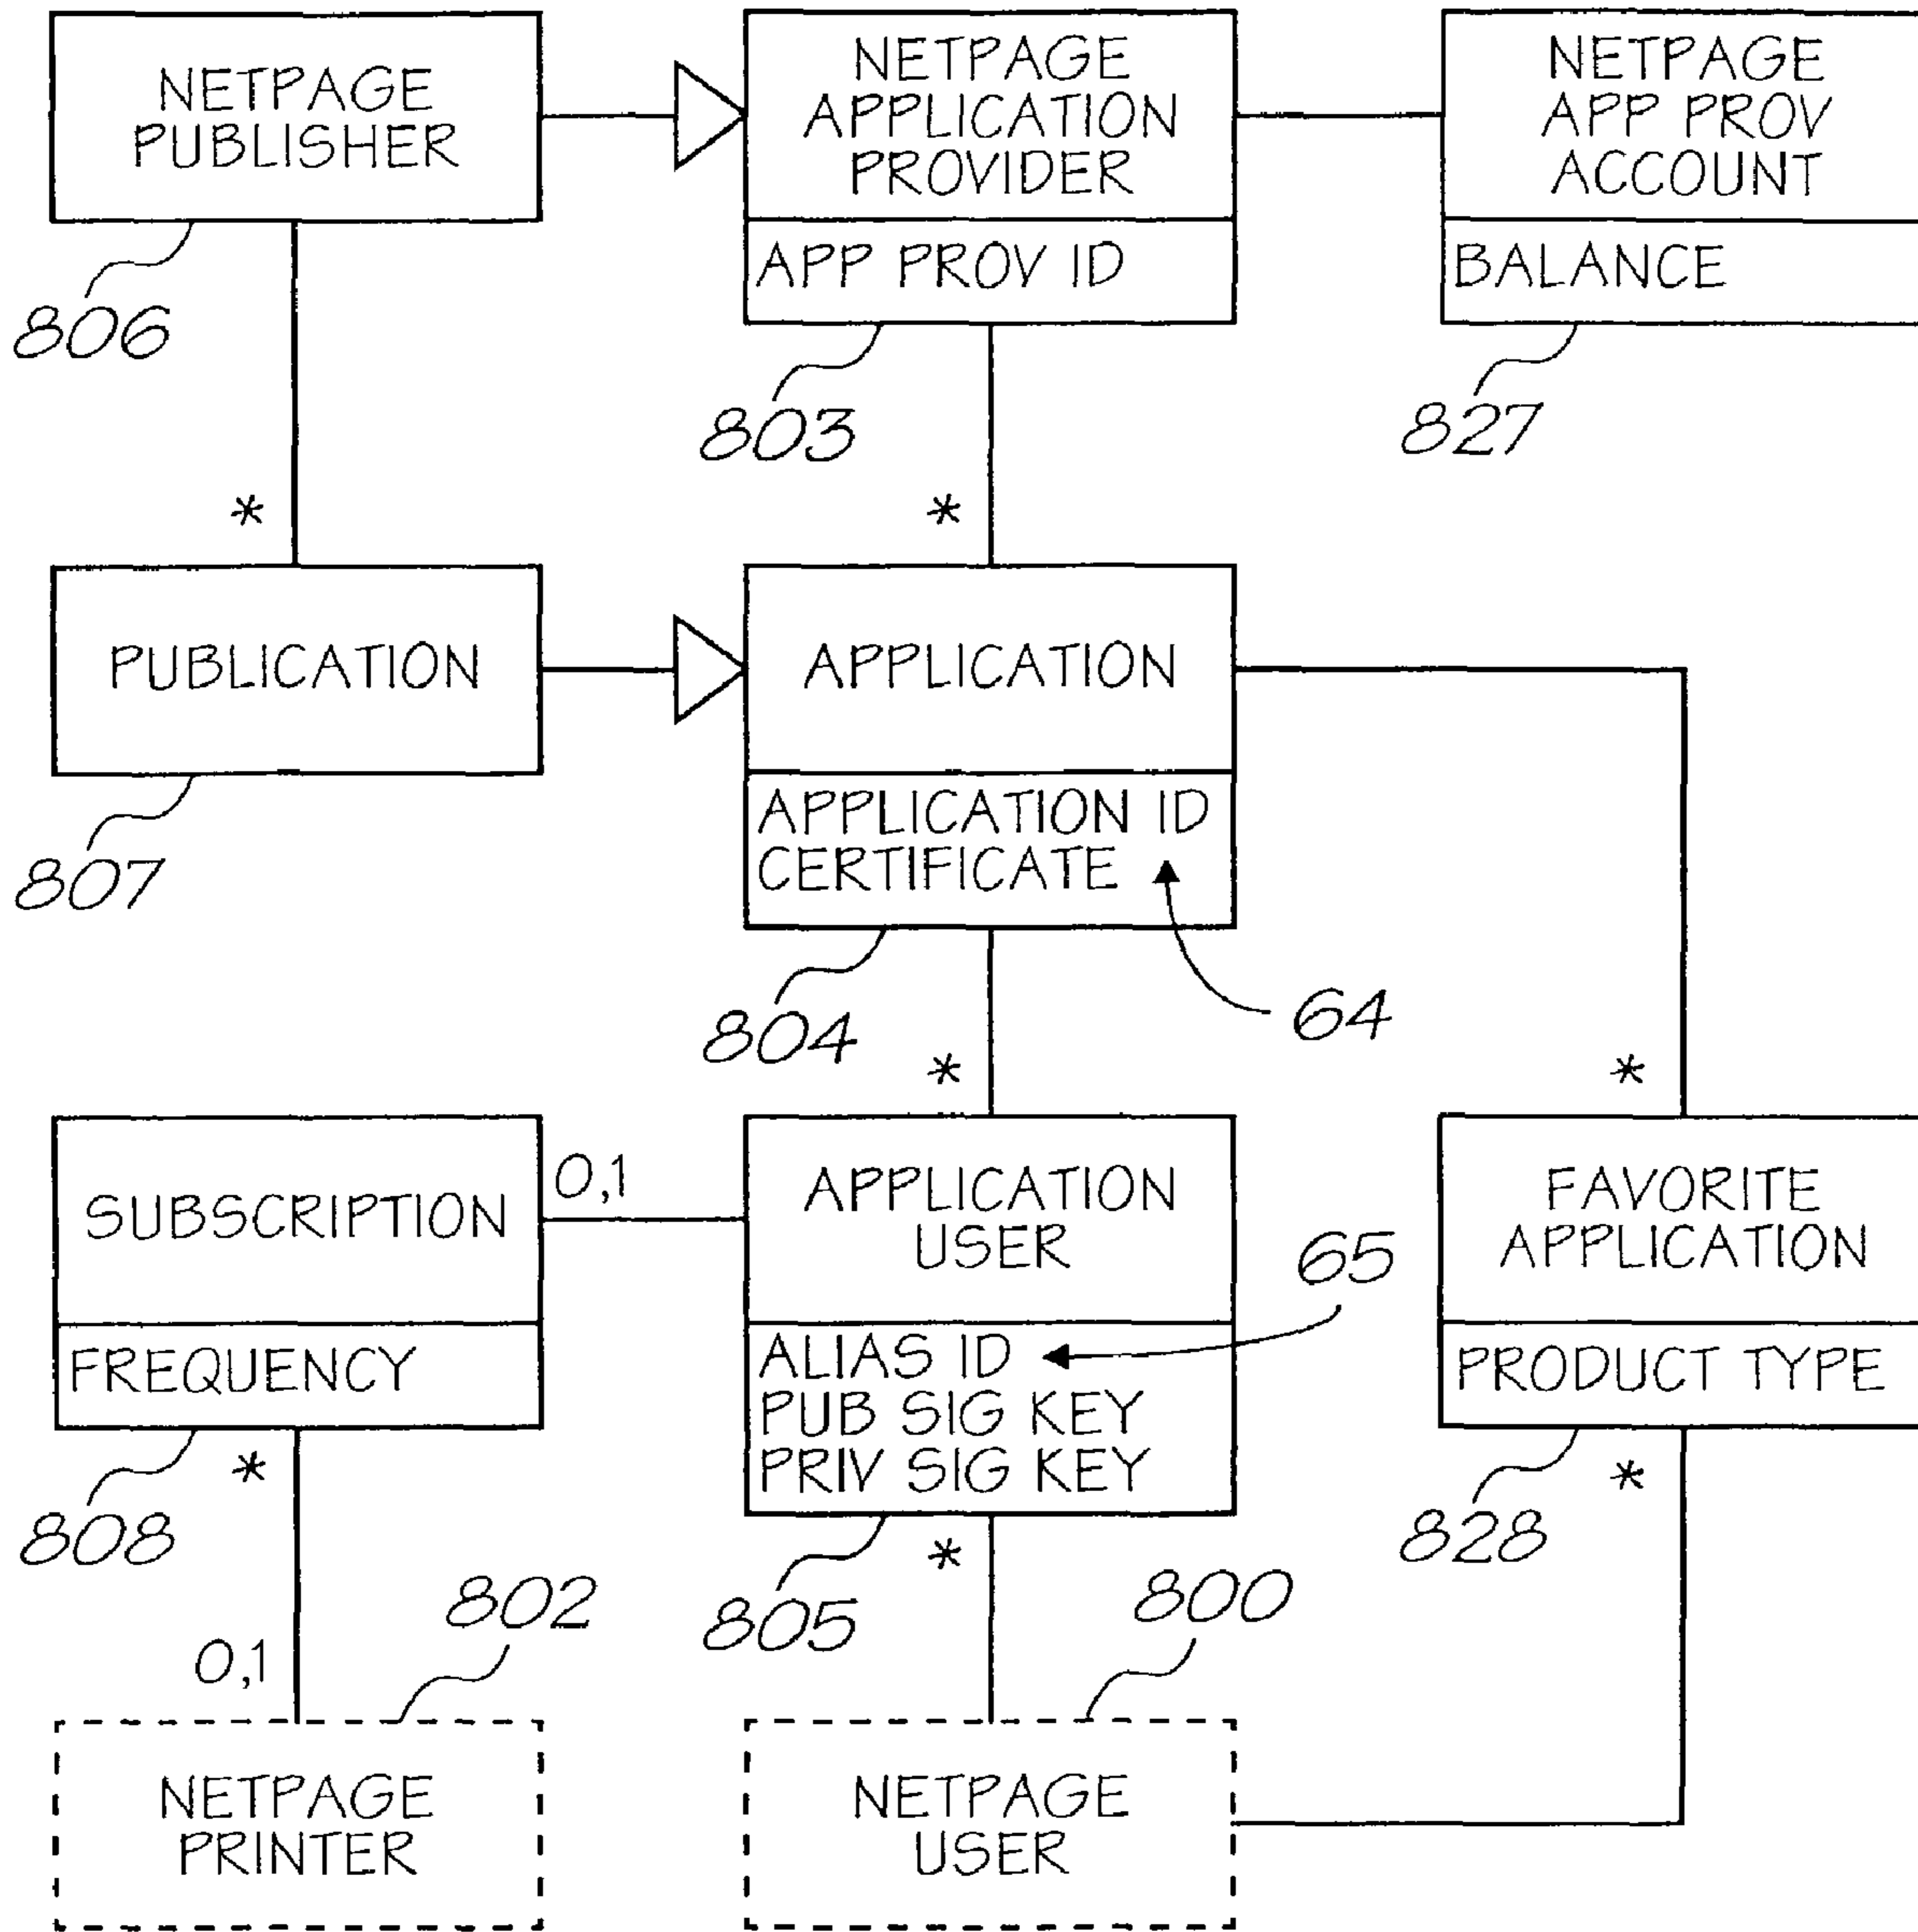 NETPAGE
PUBLISHER
806
NETPAGE
APPLICATION
PROVIDER
APP PROV ID
803
NETPAGE
APP PROV
ACCOUNT
BALANCE
827
*
*
PUBLICATION
807
APPLICATION
APPLICATION ID
CERTIFICATE
64
804
*
*
SUBSCRIPTION
FREQUENCY
808
0,1
APPLICATION
USER
ALIAS ID
PUB SIG KEY
PRIV SIG KEY
65
805
FAVORITE
APPLICATION
PRODUCT TYPE
828
*
*
*
0,1
802
800
NETPAGE
PRINTER
NETPAGE
USER